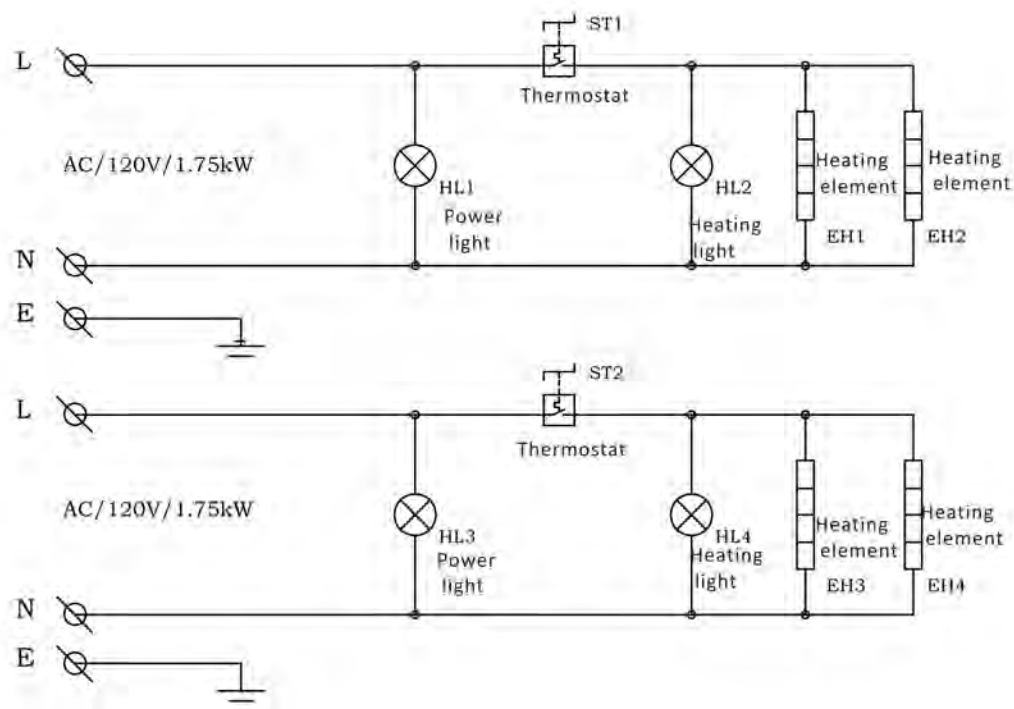 ST1
L
Thermostat
AC/120V/1.75kW
HL1
Power
light
HL2
Heating
light
Heating
element
Heating
element
EH1
EH2
N
E
ST2
L
Thermostat
AC/120V/1.75kW
HL3
Power
light
HL4
Heating
light
Heating
element
Heating
element
EH3
EH4
N
E